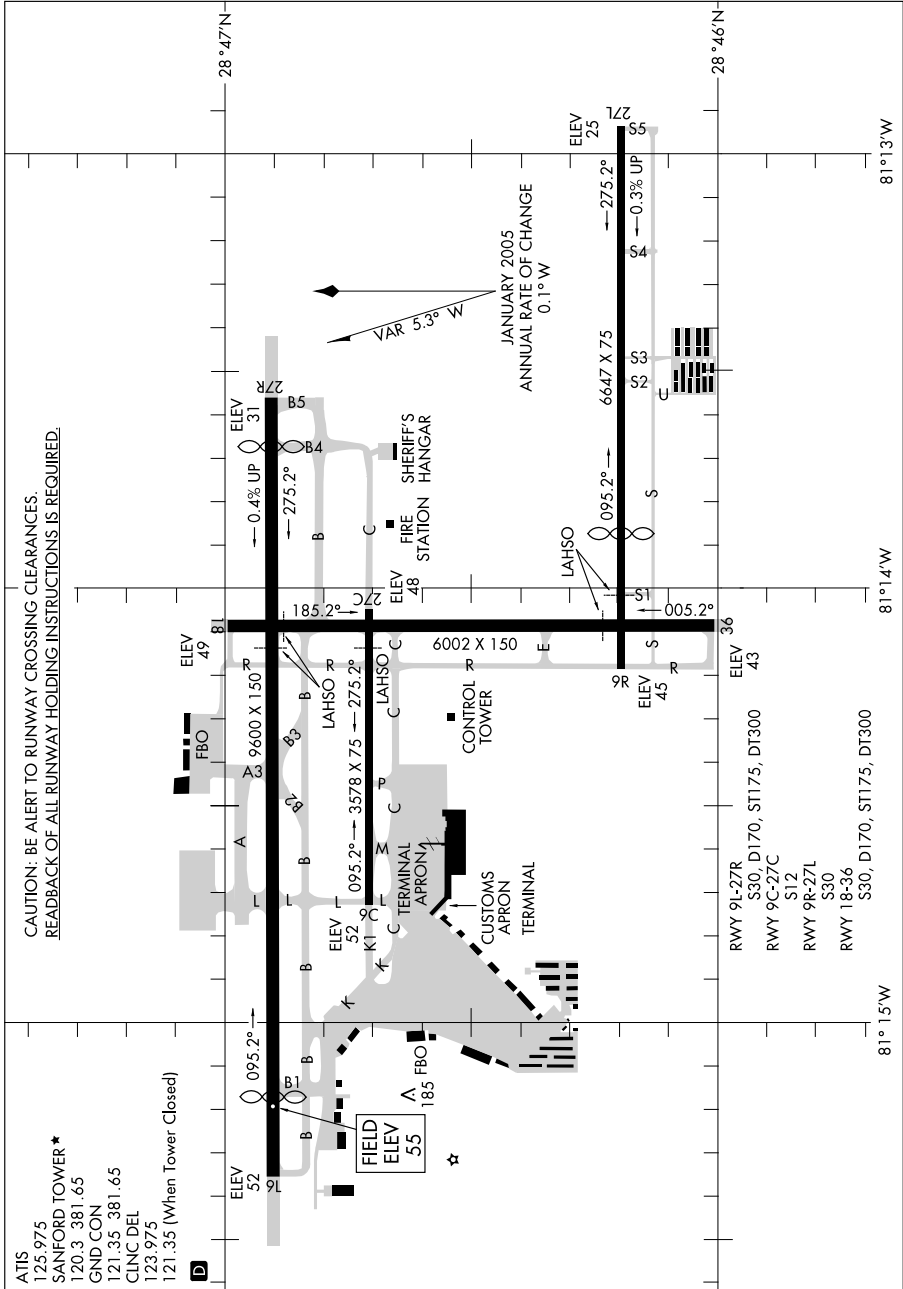 ATIS
125.975
SANFORD TOWER★
120.3 381.65
GND CON
121.35 381.65
CLNC DEL
123.975
121.35 (When Tower Closed)
D
CAUTION: BE ALERT TO RUNWAY CROSSING CLEARANCES.
READBACK OF ALL RUNWAY HOLDING INSTRUCTIONS IS REQUIRED.
28°47'N
28°46'N
81°13'W
81°14'W
81°15'W
ELEV
52
9L
095.2°
B1
FIELD
ELEV
55
B
B
B
B
B
B
A
A3
B2
B3
L
L
L
L
FBO
9600 X 150
R
R
R
R
ELEV
49
18
LAHSO
0.4% UP
275.2°
ELEV
31
27R
B5
B4
C
SHERIFF'S
HANGAR
FIRE
STATION
ELEV
48
27C
185.2°
LAHSO
275.2°
3578 X 75
095.2°
9C
ELEV
52
K1
K
K
C
C
C
C
P
M
TERMINAL
APRON
CUSTOMS
APRON
TERMINAL
CONTROL
TOWER
FBO
185
6002 X 150
E
S
005.2°
36
ELEV
43
9R
ELEV
45
S1
LAHSO
095.2°
6647 X 75
S
S2
S3
U
S4
0.3% UP
275.2°
ELEV
25
27L
S5
VAR 5.3° W
JANUARY 2005
ANNUAL RATE OF CHANGE
0.1° W
RWY 9L-27R
S30, D170, ST175, DT300
RWY 9C-27C
S12
RWY 9R-27L
S30
RWY 18-36
S30, D170, ST175, DT300